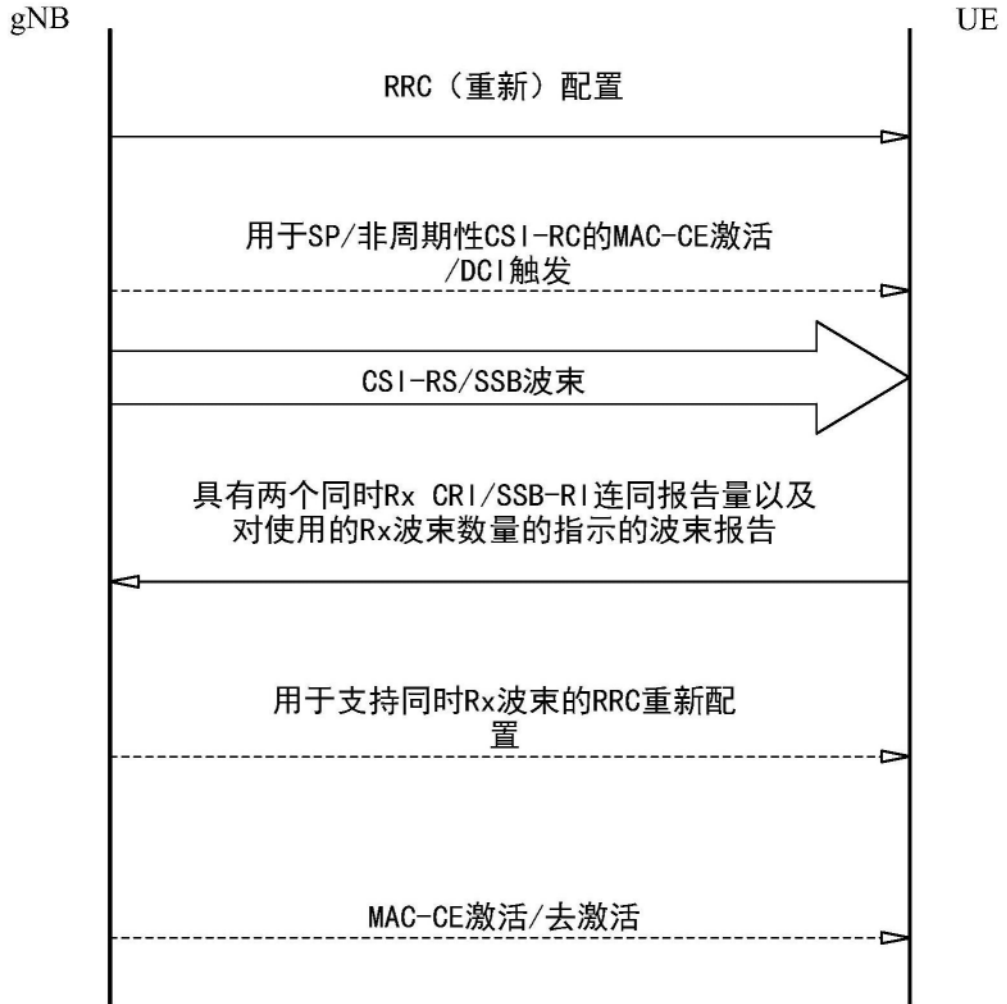 gNB
UE
RRC（重新）配置
用于SP/非周期性CSI-RC的MAC-CE激活
/DCI触发
CSI-RS/SSB波束
具有两个同时Rx CRI/SSB-RI连同报告量以及
对使用的Rx波束数量的指示的波束报告
用于支持同时Rx波束的RRC重新配
置
MAC-CE激活/去激活